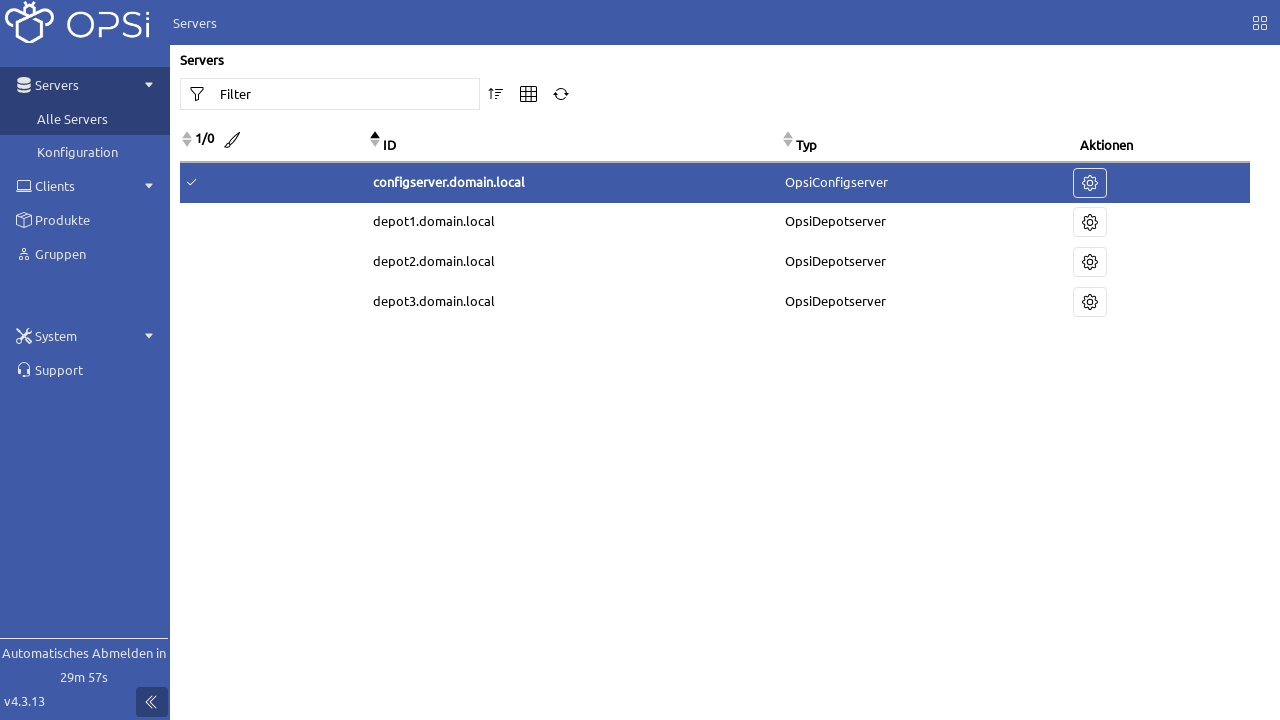 OPSi
Servers
Servers
Alle Servers
Konfiguration
Clients
Produkte
Gruppen
System
Support
Automatisches Abmelden in
29m 57s
v4.3.13
Servers
Filter
1/0 ID Typ Aktionen
configserver.domain.local OpsiConfigserver
depot1.domain.local OpsiDepotserver
depot2.domain.local OpsiDepotserver
depot3.domain.local OpsiDepotserver